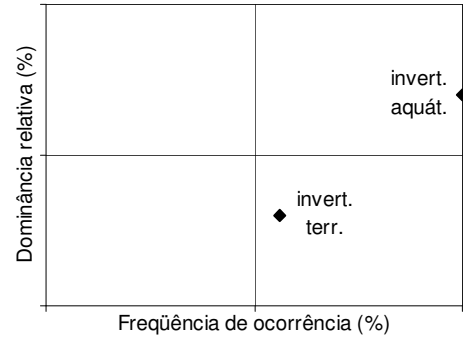 Dominância relativa (%)
invert.
aquát.
invert.
terr.
Freqüência de ocorrência (%)